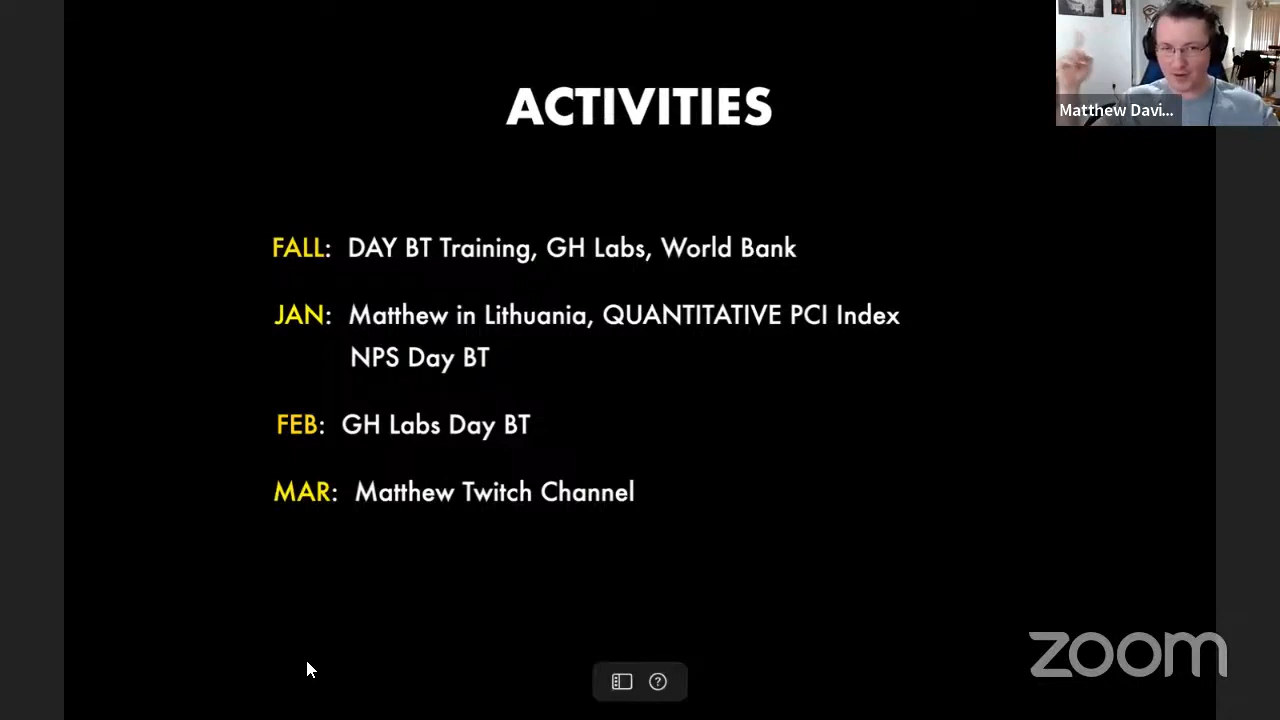 ACTIVITIES
Matthew Davi...
FALL: DAY BT Training, GH Labs, World Bank
JAN: Matthew in Lithuania, QUANTITATIVE PCI Index
NPS Day BT
FEB: GH Labs Day BT
MAR: Matthew Twitch Channel
zoom